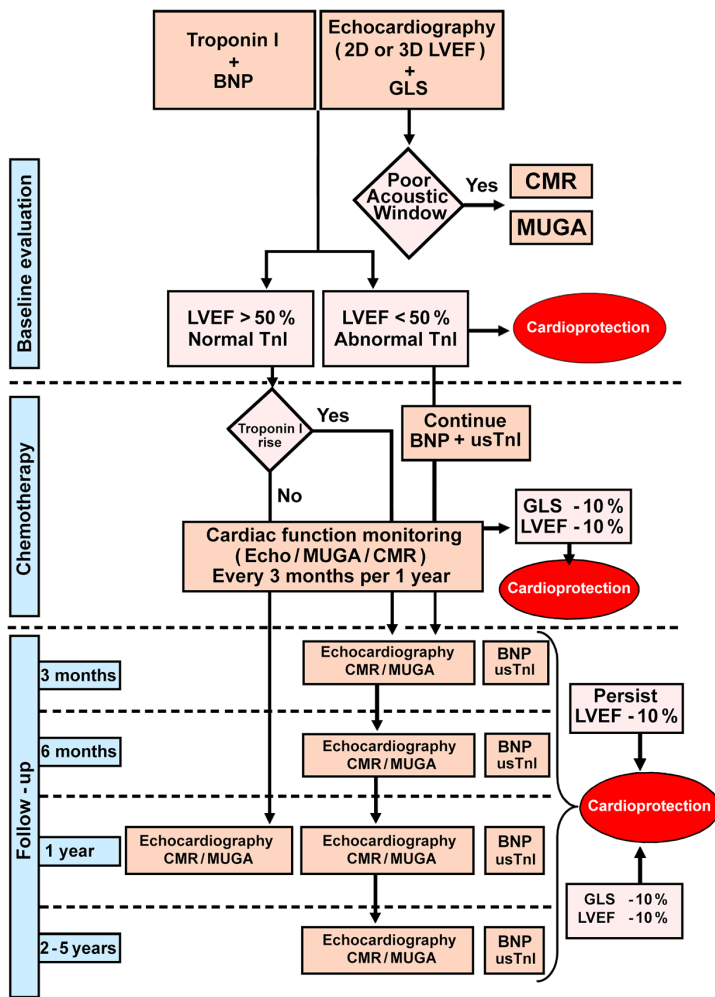 Troponin I
+
BNP
Echocardiography
( 2D or 3D LVEF )
+
GLS
Baseline evaluation
Poor
Acoustic
Window
Yes
CMR
MUGA
LVEF > 50 %
Normal TnI
LVEF < 50 %
Abnormal TnI
Cardioprotection
Chemotherapy
Troponin I
rise
Yes
No
Continue
BNP + usTnI
Cardiac function monitoring
( Echo / MUGA / CMR )
Every 3 months per 1 year
GLS - 10 %
LVEF - 10 %
Cardioprotection
Follow - up
3 months
Echocardiography
CMR / MUGA
BNP
usTnI
6 months
Echocardiography
CMR / MUGA
BNP
usTnI
1 year
Echocardiography
CMR / MUGA
Echocardiography
CMR / MUGA
BNP
usTnI
2 - 5 years
Echocardiography
CMR / MUGA
BNP
usTnI
Persist
LVEF - 10 %
Cardioprotection
GLS - 10 %
LVEF - 10 %